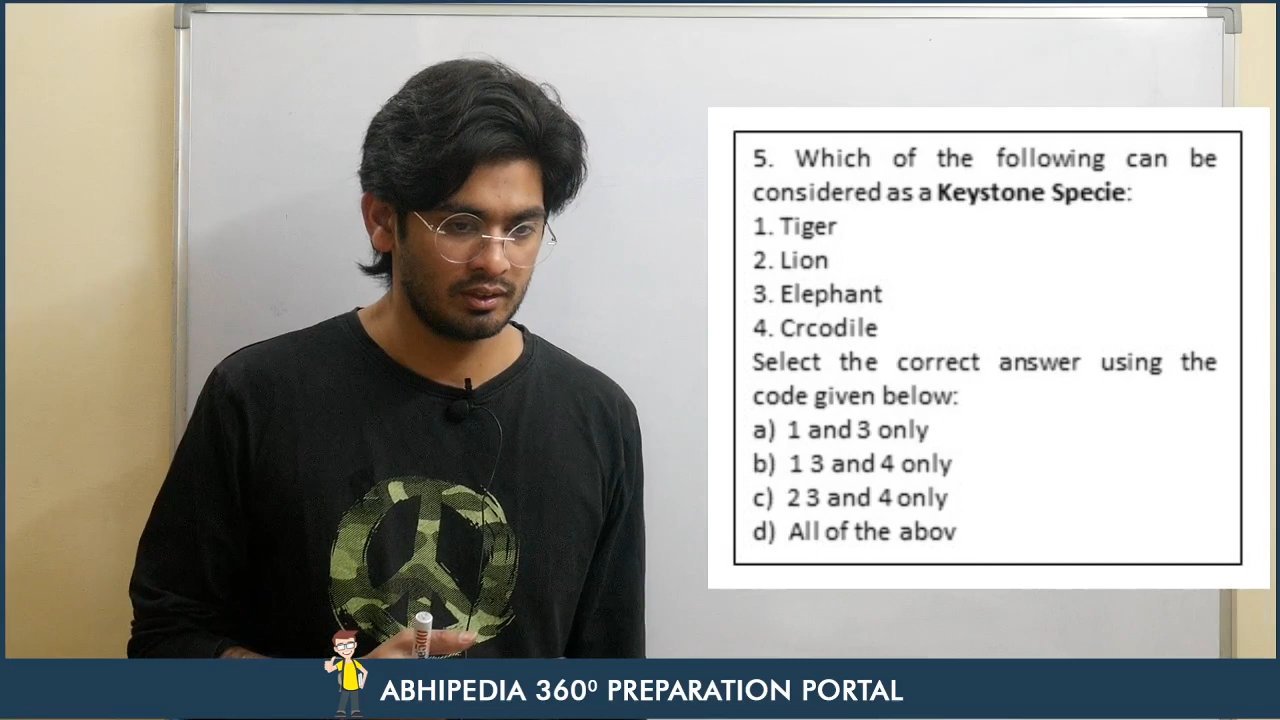 5. Which of the following can be
considered as a Keystone Specie:
1. Tiger
2. Lion
3. Elephant
4. Crcodile
Select the correct answer using the
code given below:
a) 1 and 3 only
b) 1 3 and 4 only
c) 2 3 and 4 only
d) All of the abov
ABHIPEDIA 360⁰ PREPARATION PORTAL